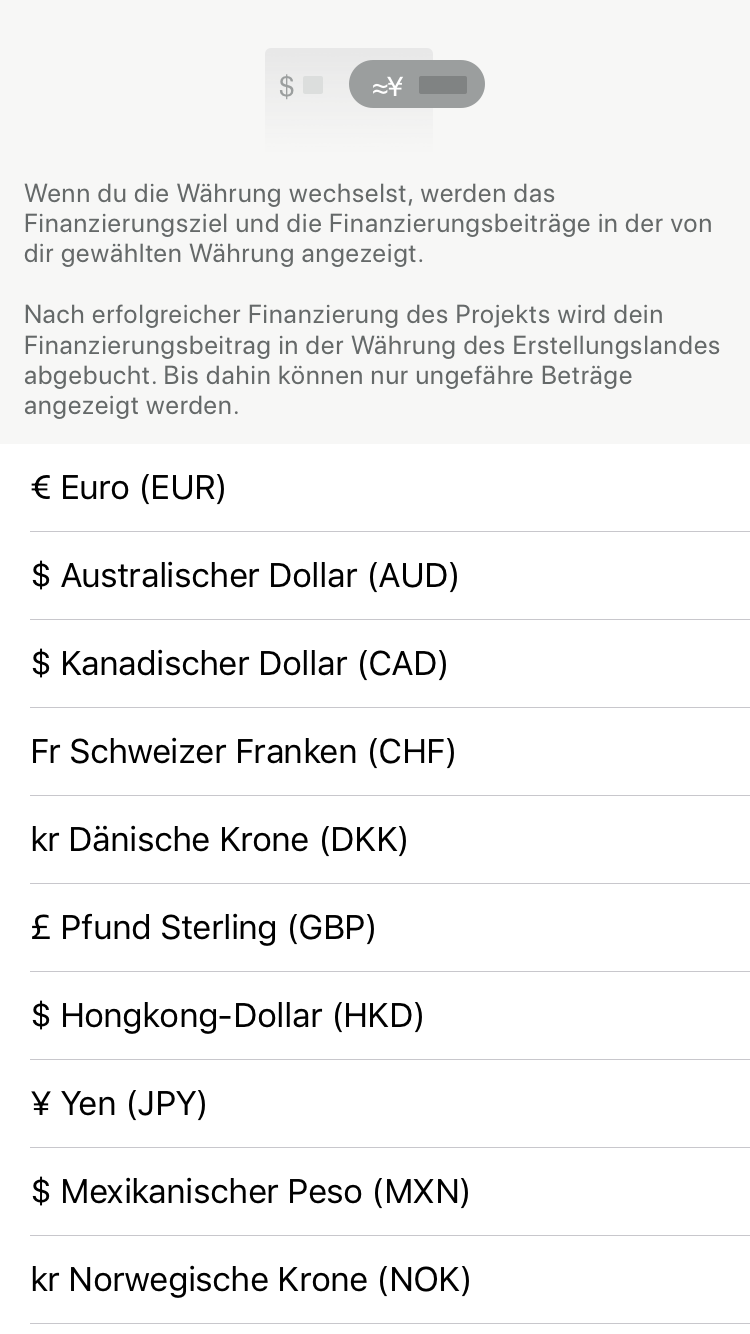 $ ≈¥
Wenn du die Währung wechselst, werden das
Finanzierungsziel und die Finanzierungsbeiträge in der von
dir gewählten Währung angezeigt.
Nach erfolgreicher Finanzierung des Projekts wird dein
Finanzierungsbeitrag in der Währung des Erstellungslandes
abgebucht. Bis dahin können nur ungefähre Beträge
angezeigt werden.
€ Euro (EUR)
$ Australischer Dollar (AUD)
$ Kanadischer Dollar (CAD)
Fr Schweizer Franken (CHF)
kr Dänische Krone (DKK)
£ Pfund Sterling (GBP)
$ Hongkong-Dollar (HKD)
¥ Yen (JPY)
$ Mexikanischer Peso (MXN)
kr Norwegische Krone (NOK)